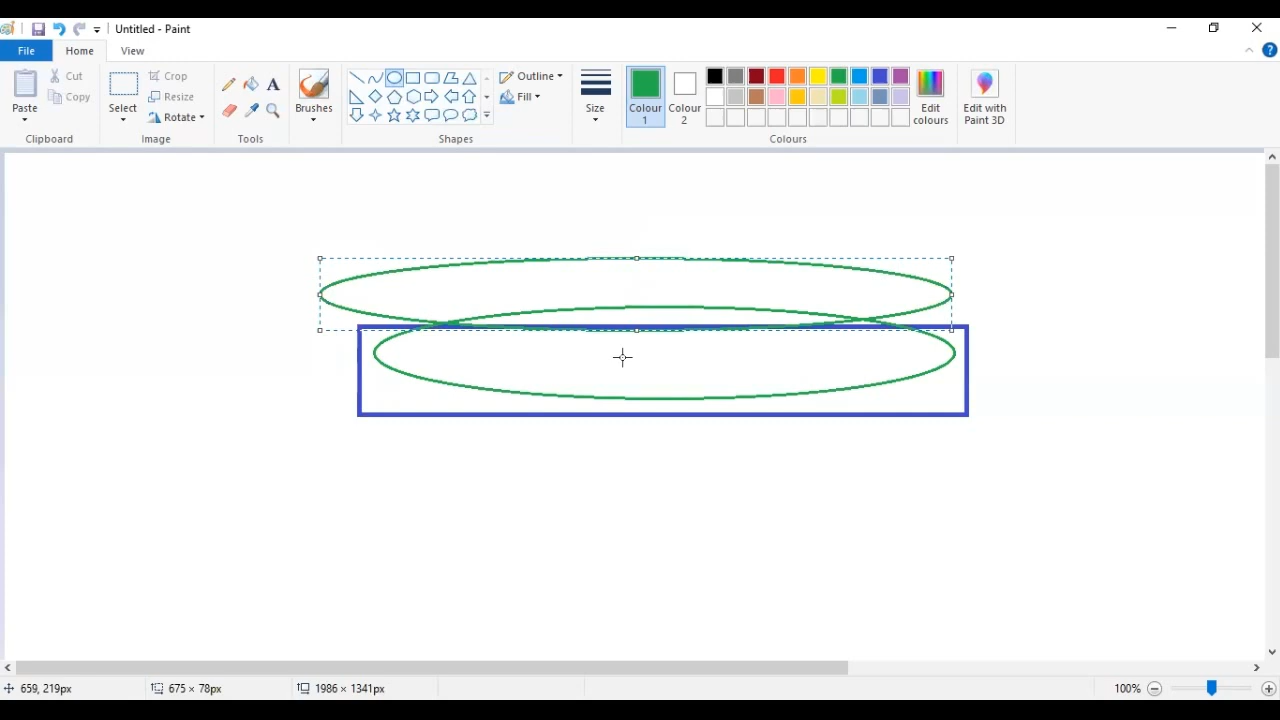 Untitled - Paint
File Home View
Paste
Clipboard
Cut
Copy
Select
Crop
Resize
Rotate
Image
A
Tools
Brushes
Shapes
Outline
Fill
Size
Colour 1
Colour 2
Colours
Edit colours
Edit with Paint 3D
?
659, 219px
675 × 78px
1986 × 1341px
100%